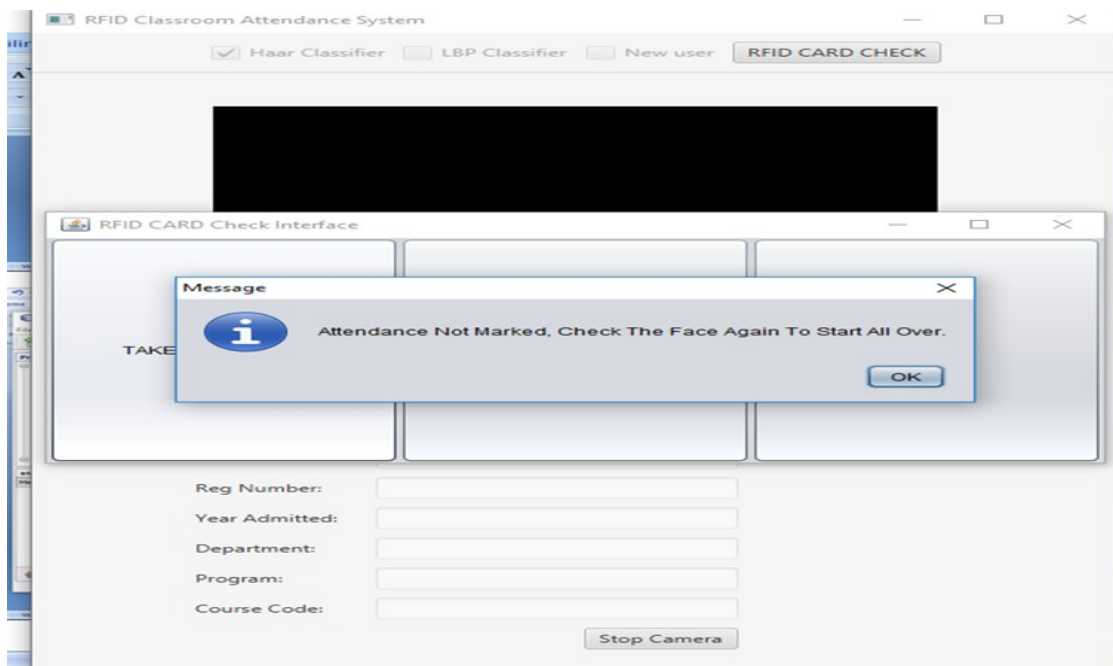 RFID Classroom Attendance System
Haar Classifier LBP Classifier New user RFID CARD CHECK
RFID CARD Check Interface
Message
Attendance Not Marked, Check The Face Again To Start All Over.
TAKE
OK
Reg Number:
Year Admitted:
Department:
Program:
Course Code:
Stop Camera